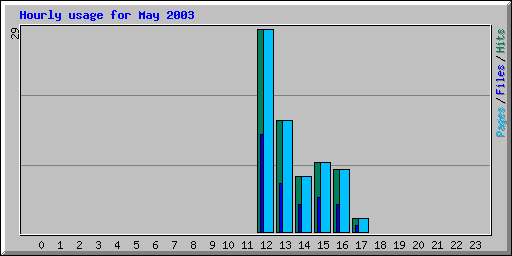 Hourly usage for May 2003
29
Pages / Files / Hits
0 1 2 3 4 5 6 7 8 9 10 11 12 13 14 15 16 17 18 19 20 21 22 23